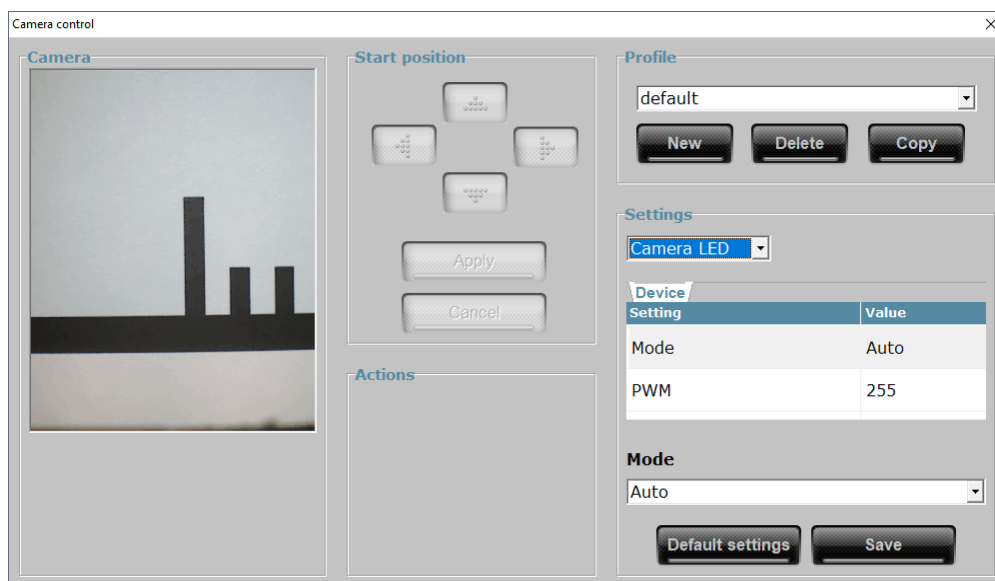 Camera control
Camera
Start position
Apply
Cancel
Actions
Profile
default
New Delete Copy
Settings
Camera LED
Device
Setting Value
Mode Auto
PWM 255
Mode
Auto
Default settings Save